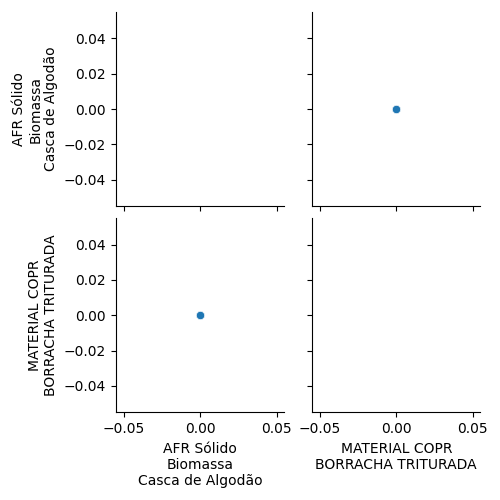 AFR Sólido
Biomassa
Casca de Algodão
0.04
0.02
0.00
−0.02
−0.04
MATERIAL COPR
BORRACHA TRITURADA
0.04
0.02
0.00
−0.02
−0.04
−0.05 0.00 0.05
−0.05 0.00 0.05
AFR Sólido
Biomassa
Casca de Algodão
MATERIAL COPR
BORRACHA TRITURADA